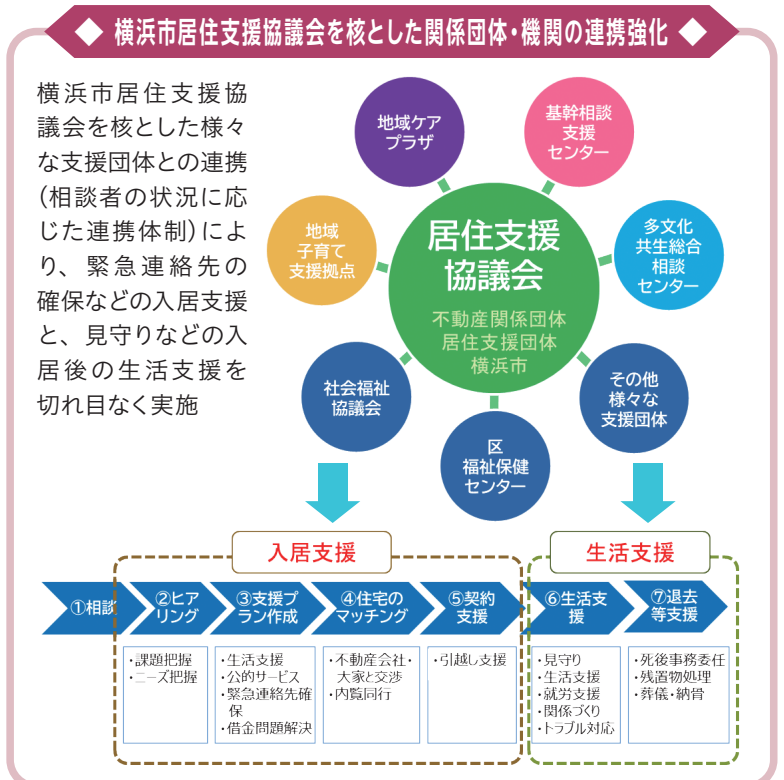 ◆ 横浜市居住支援協議会を核とした関係団体・機関の連携強化 ◆
横浜市居住支援協
議会を核とした様々
な支援団体との連携
(相談者の状況に応
じた連携体制)によ
り、緊急連絡先の
確保などの入居支援
と、見守りなどの入
居後の生活支援を
切れ目なく実施
地域ケア
プラザ
基幹相談
支援
センター
地域
子育て
支援拠点
居住支援
協議会
不動産関係団体
居住支援団体
横浜市
多文化
共生総合
相談
センター
社会福祉
協議会
区
福祉保健
センター
その他
様々な
支援団体
入居支援
生活支援
①相談
②ヒア
リング
③支援プ
ラン作成
④住宅の
マッチング
⑤契約
支援
⑥生活支
援
⑦退去
等支援
・課題把握
・ニーズ把握
・生活支援
・公的サービス
・緊急連絡先確
保
・借金問題解決
・不動産会社・
大家と交渉
・内覧同行
・引越し支援
・見守り
・生活支援
・就労支援
・関係づくり
・トラブル対応
・死後事務委任
・残置物処理
・葬儀・納骨